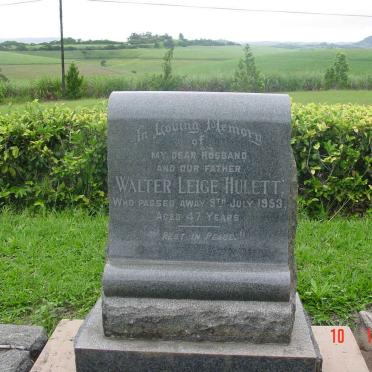 In Loving Memory
of
MY DEAR HUSBAND
AND OUR FATHER
WALTER LEIGE HULETT,
WHO PASSED AWAY 9TH JULY 1953,
AGED 47 YEARS.
"REST IN PEACE."
10